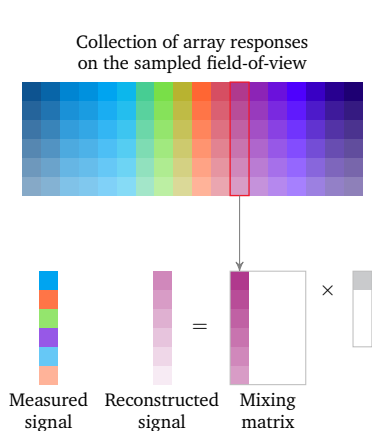 Collection of array responses
on the sampled field-of-view
=
×
Measured
signal
Reconstructed
signal
Mixing
matrix